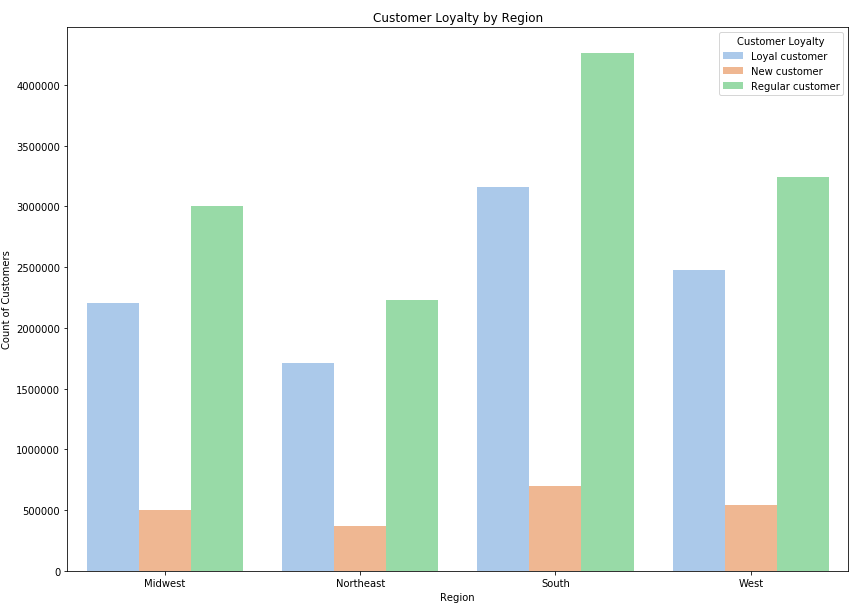 Customer Loyalty by Region
Customer Loyalty
Loyal customer
New customer
Regular customer
4000000
3500000
3000000
2500000
2000000
1500000
1000000
500000
0
Count of Customers
Midwest
Northeast
South
West
Region